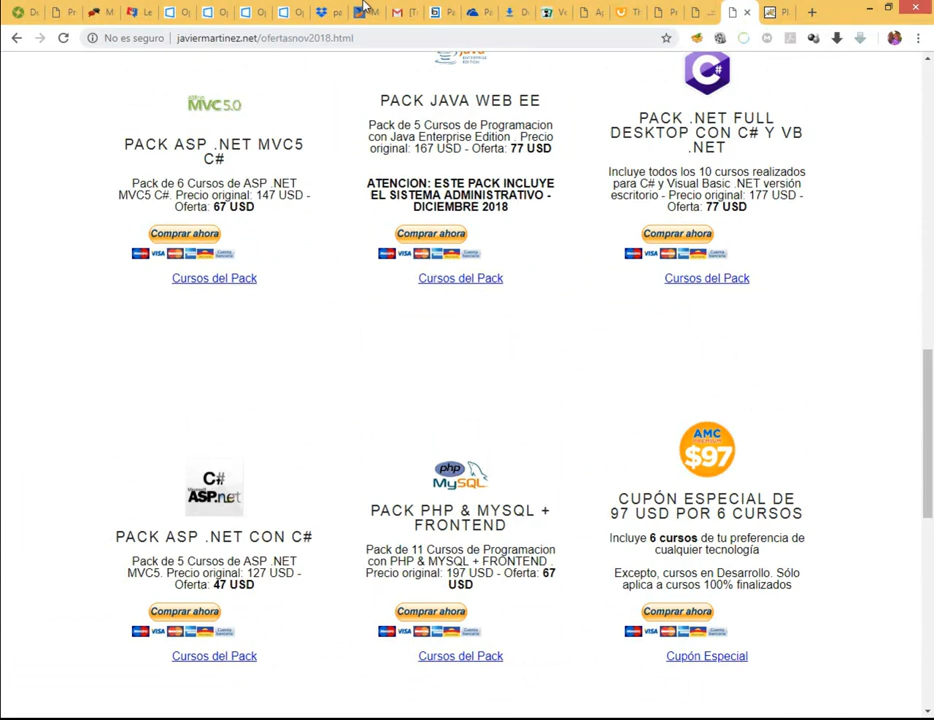 No es seguro
javiermartinez.net/ofertasnov2018.html
MVC5.0
PACK ASP .NET MVC5
C#
Pack de 6 Cursos de ASP .NET
MVC5 C#. Precio original: 147 USD -
Oferta: 67 USD
Comprar ahora
Cursos del Pack
ENTERPRISE
EDITION
PACK JAVA WEB EE
Pack de 5 Cursos de Programacion
con Java Enterprise Edition . Precio
original: 167 USD - Oferta: 77 USD
ATENCION: ESTE PACK INCLUYE
EL SISTEMA ADMINISTRATIVO -
DICIEMBRE 2018
Comprar ahora
Cursos del Pack
C#
PACK .NET FULL
DESKTOP CON C# Y VB
.NET
Incluye todos los 10 cursos realizados
para C# y Visual Basic .NET versión
escritorio - Precio original: 177 USD -
Oferta: 77 USD
Comprar ahora
Cursos del Pack
C#
ASP.net
PACK ASP .NET CON C#
Pack de 5 Cursos de ASP .NET
MVC5. Precio original: 127 USD -
Oferta: 47 USD
Comprar ahora
Cursos del Pack
php
MySQL
PACK PHP & MYSQL +
FRONTEND
Pack de 11 Cursos de Programacion
con PHP & MYSQL + FRONTEND .
Precio original: 197 USD - Oferta: 67
USD
Comprar ahora
Cursos del Pack
AMC
PREMIUM
$97
CUPÓN ESPECIAL DE
97 USD POR 6 CURSOS
Incluye 6 cursos de tu preferencia de
cualquier tecnología
Excepto, cursos en Desarrollo. Sólo
aplica a cursos 100% finalizados
Comprar ahora
Cupón Especial